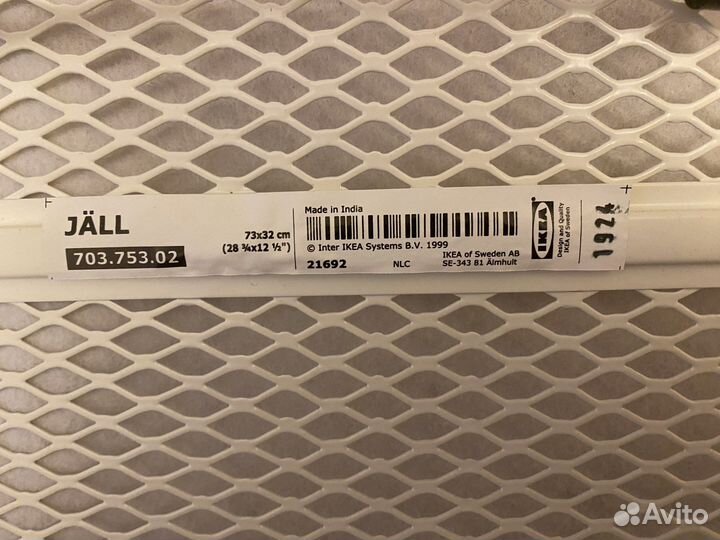 JÄLL
703.753.02
73x32 cm
(28 ¾x12 ½")
Made in India
© Inter IKEA Systems B.V. 1999
21692
NLC
IKEA of Sweden AB
SE-343 81 Älmhult
IKEA
Design and Quality
IKEA of Sweden
1924
Avito